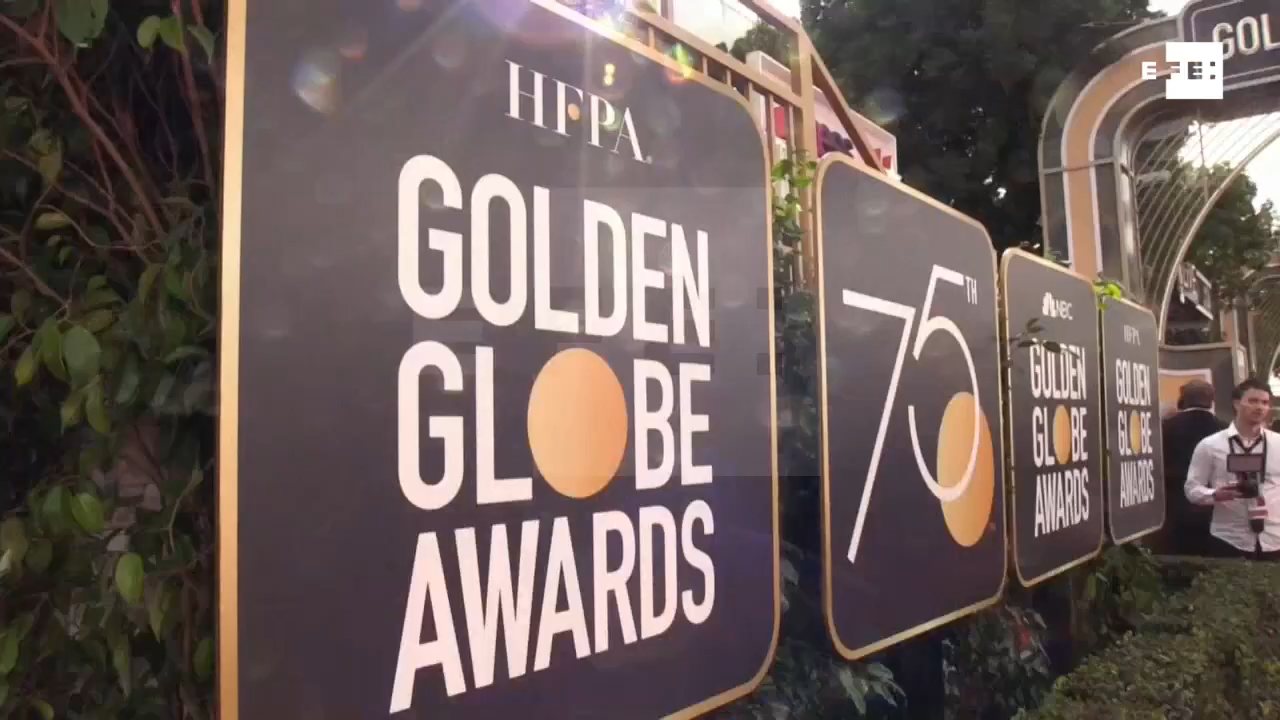 HFPA
GOLDEN
GLOBE
AWARDS
75TH
NBC
GOLDEN
GLOBE
AWARDS
HFPA
GOLDEN
GLOBE
AWARDS
GOL
EFE: